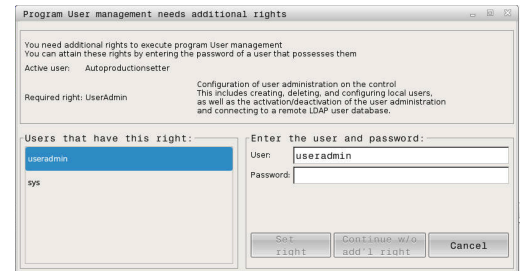 Program User management needs additional rights
You need additional rights to execute program User management
You can attain these rights by entering the password of a user that possesses them
Active user: Autoproductionsetter
Required right: UserAdmin
Configuration of user administration on the control
This includes creating, deleting, and configuring local users,
as well as the activation/deactivation of the user administration
and connecting to a remote LDAP user database.
Users that have this right:
useradmin
sys
Enter the user and password:
User: useradmin
Password:
Set right
Continue w/o add'l right
Cancel